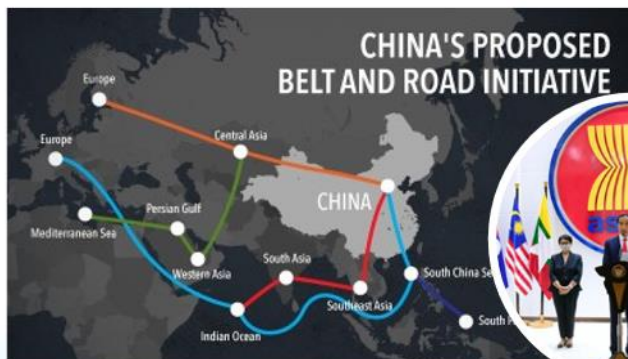 CHINA'S PROPOSED
BELT AND ROAD INITIATIVE
Europe
Europe
Central Asia
CHINA
Persian Gulf
Mediterranean Sea
Western Asia
South Asia
South China Se
Southeast Asia
Indian Ocean
South